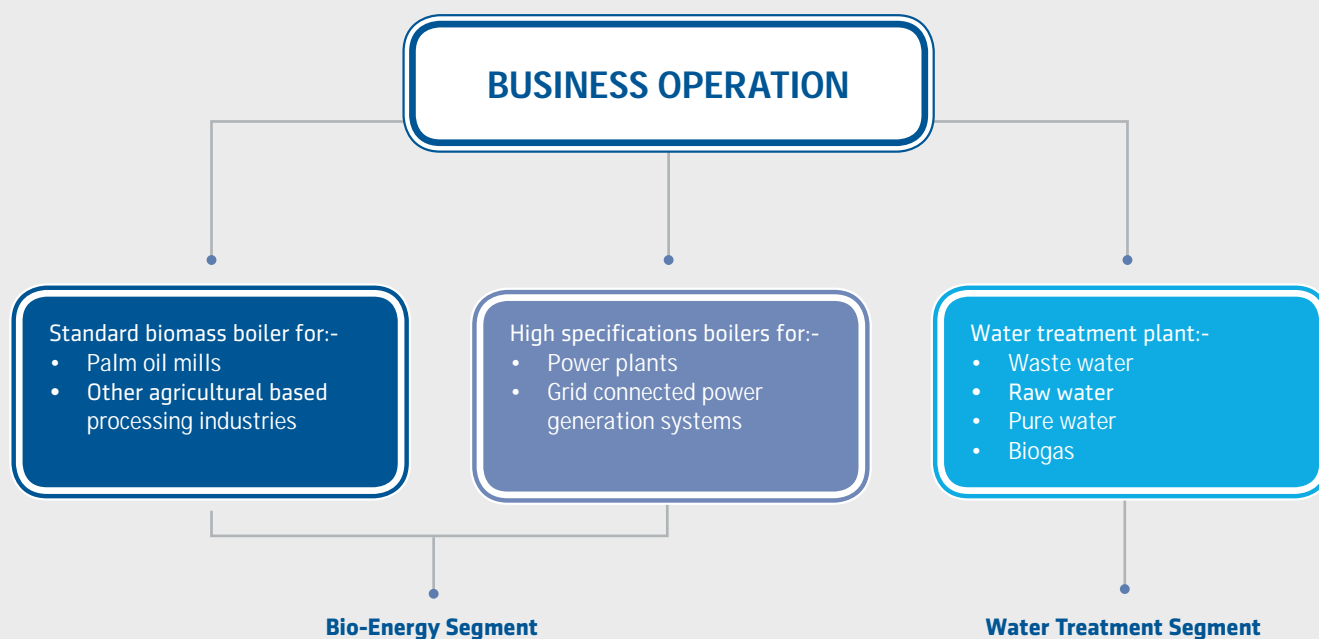 BUSINESS OPERATION
Standard biomass boiler for:-
• Palm oil mills
• Other agricultural based
processing industries
High specifications boilers for:-
• Power plants
• Grid connected power
generation systems
Water treatment plant:-
• Waste water
• Raw water
• Pure water
• Biogas
Bio-Energy Segment
Water Treatment Segment